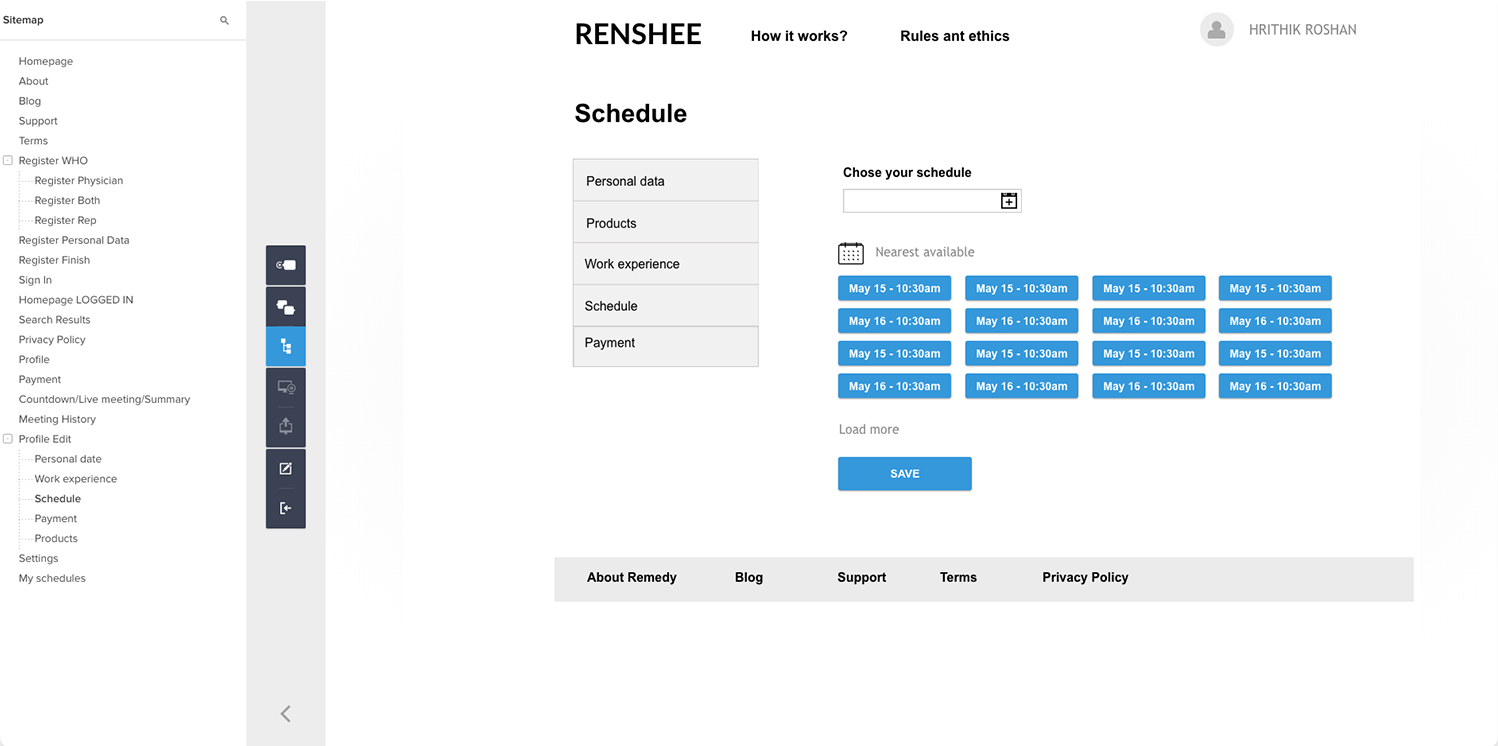 Sitemap
Homepage
About
Blog
Support
Terms
Register WHO
Register Physician
Register Both
Register Rep
Register Personal Data
Register Finish
Sign In
Homepage LOGGED IN
Search Results
Privacy Policy
Profile
Payment
Countdown/Live meeting/Summary
Meeting History
Profile Edit
Personal date
Work experience
Schedule
Payment
Products
Settings
My schedules
RENSHEE How it works? Rules ant ethics HRITHIK ROSHAN
Schedule
Personal data
Products
Work experience
Schedule
Payment
Chose your schedule
Nearest available
May 15 - 10:30am May 15 - 10:30am May 15 - 10:30am May 15 - 10:30am
May 16 - 10:30am May 16 - 10:30am May 16 - 10:30am May 16 - 10:30am
May 15 - 10:30am May 15 - 10:30am May 15 - 10:30am May 15 - 10:30am
May 16 - 10:30am May 16 - 10:30am May 16 - 10:30am May 16 - 10:30am
Load more
SAVE
About Remedy Blog Support Terms Privacy Policy